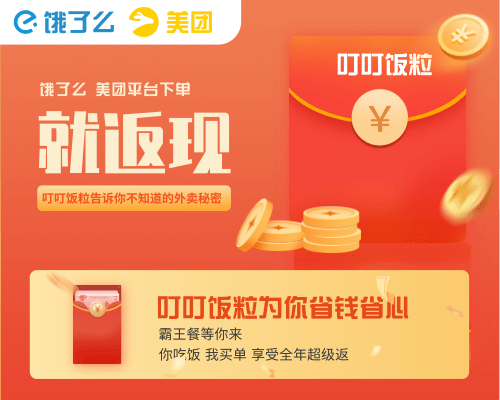 饿了么 美团
叮叮饭粒
¥
¥
饿了么 美团平台下单
就返现
叮叮饭粒告诉你不知道的外卖秘密
叮叮饭粒为你省钱省心
霸王餐等你来
你吃饭 我买单 享受全年超级返